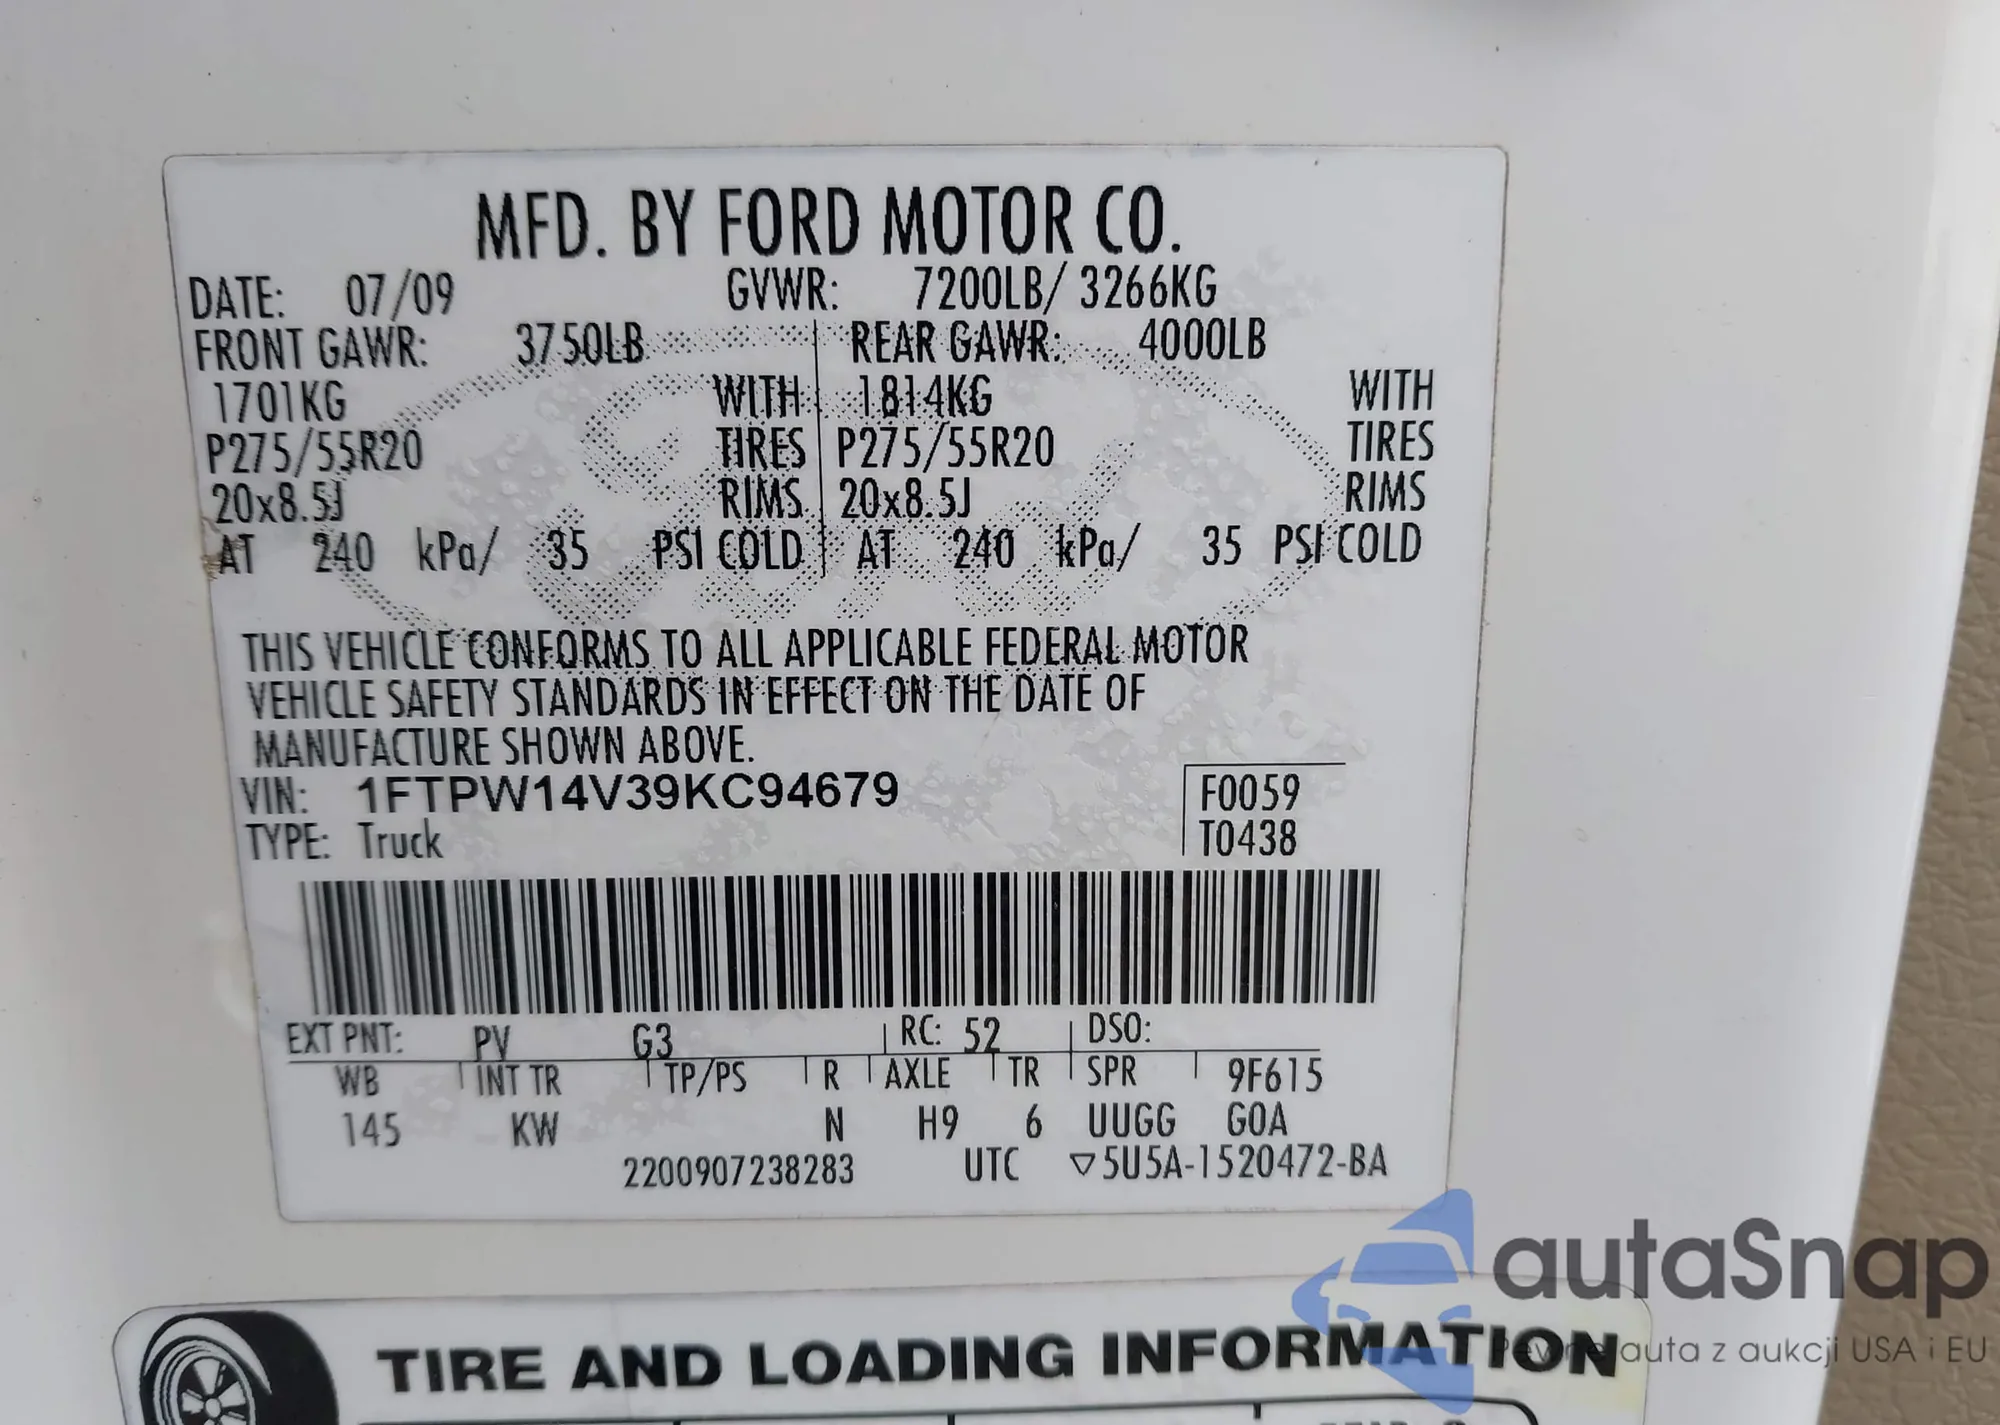 MFD. BY FORD MOTOR CO.
DATE: 07/09 GVWR: 7200LB/ 3266KG
FRONT GAWR: 3750LB REAR GAWR: 4000LB
1701KG WITH 1814KG WITH
P275/55R20 TIRES P275/55R20 TIRES
20x8.5J RIMS 20x8.5J RIMS
AT 240 kPa/ 35 PSI COLD AT 240 kPa/ 35 PSI COLD
THIS VEHICLE CONFORMS TO ALL APPLICABLE FEDERAL MOTOR
VEHICLE SAFETY STANDARDS IN EFFECT ON THE DATE OF
MANUFACTURE SHOWN ABOVE.
VIN: 1FTPW14V39KC94679 F0059
TYPE: Truck T0438
EXT PNT: PV G3 RC: 52 DSO:
WB INT TR TP/PS R AXLE TR SPR 9F615
145 KW N H9 6 UUGG G0A
2200907238283 UTC ▽5U5A-1520472-BA
autaSnap
Pewne auta z aukcji USA i EU
TIRE AND LOADING INFORMATION